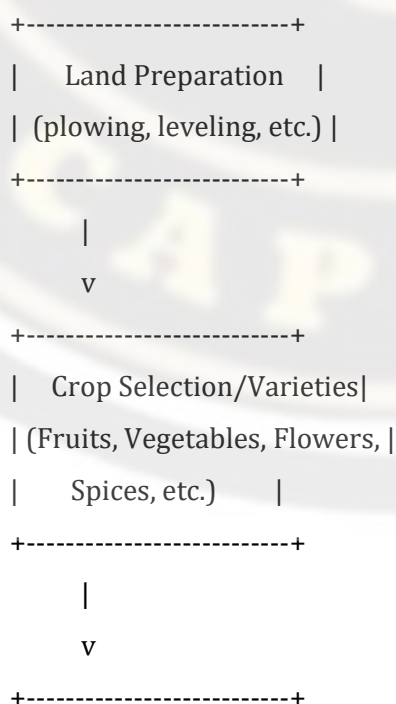 +---------------------------+
| Land Preparation |
| (plowing, leveling, etc.) |
+---------------------------+
|
v
+---------------------------+
| Crop Selection/Varieties|
| (Fruits, Vegetables, Flowers, |
| Spices, etc.) |
+---------------------------+
|
v
+---------------------------+
C A P